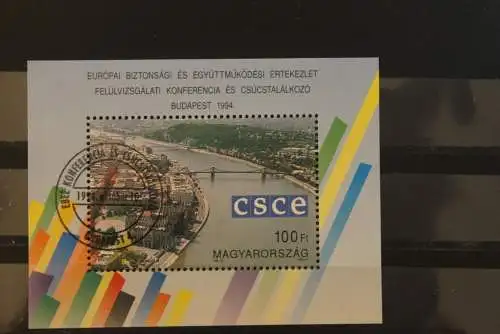 EURÓPAI BIZTONSÁGI ÉS EGYÜTTMŰKÖDÉSI ÉRTEKEZLET
FELÜLVIZSGÁLATI KONFERENCIA ÉS CSÚCSTALÁLKOZÓ
BUDAPEST 1994.
csce
100 Ft
MAGYARORSZÁG